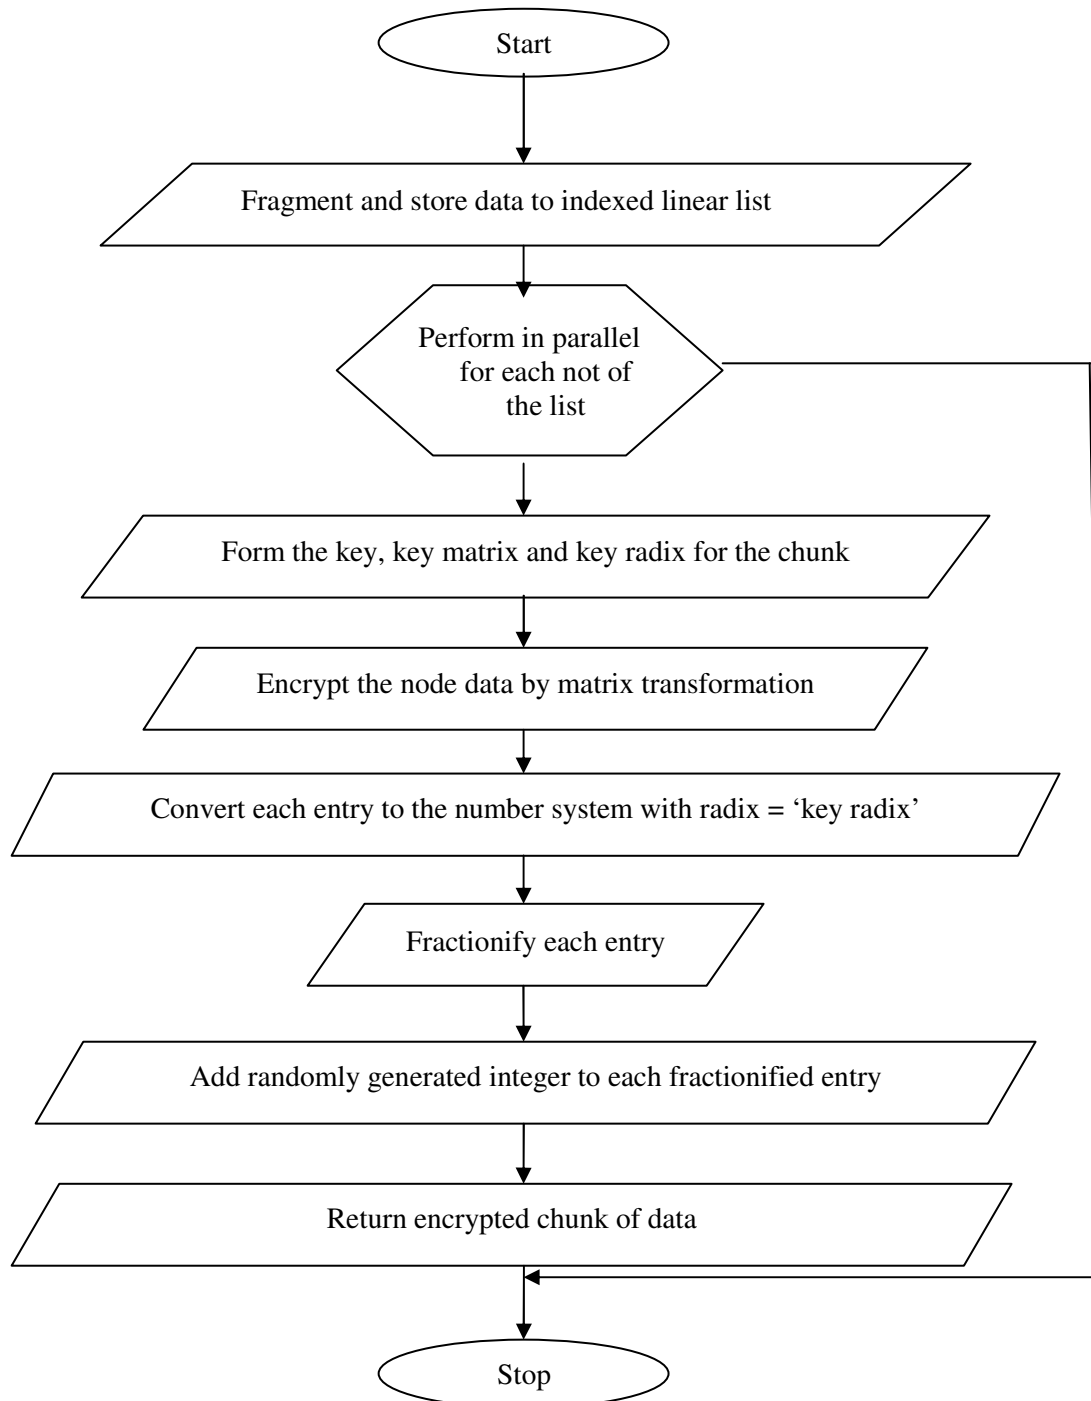 Start
Fragment and store data to indexed linear list
Perform in parallel
for each not of
the list
Form the key, key matrix and key radix for the chunk
Encrypt the node data by matrix transformation
Convert each entry to the number system with radix = ‘key radix’
Fractionify each entry
Add randomly generated integer to each fractionified entry
Return encrypted chunk of data
Stop